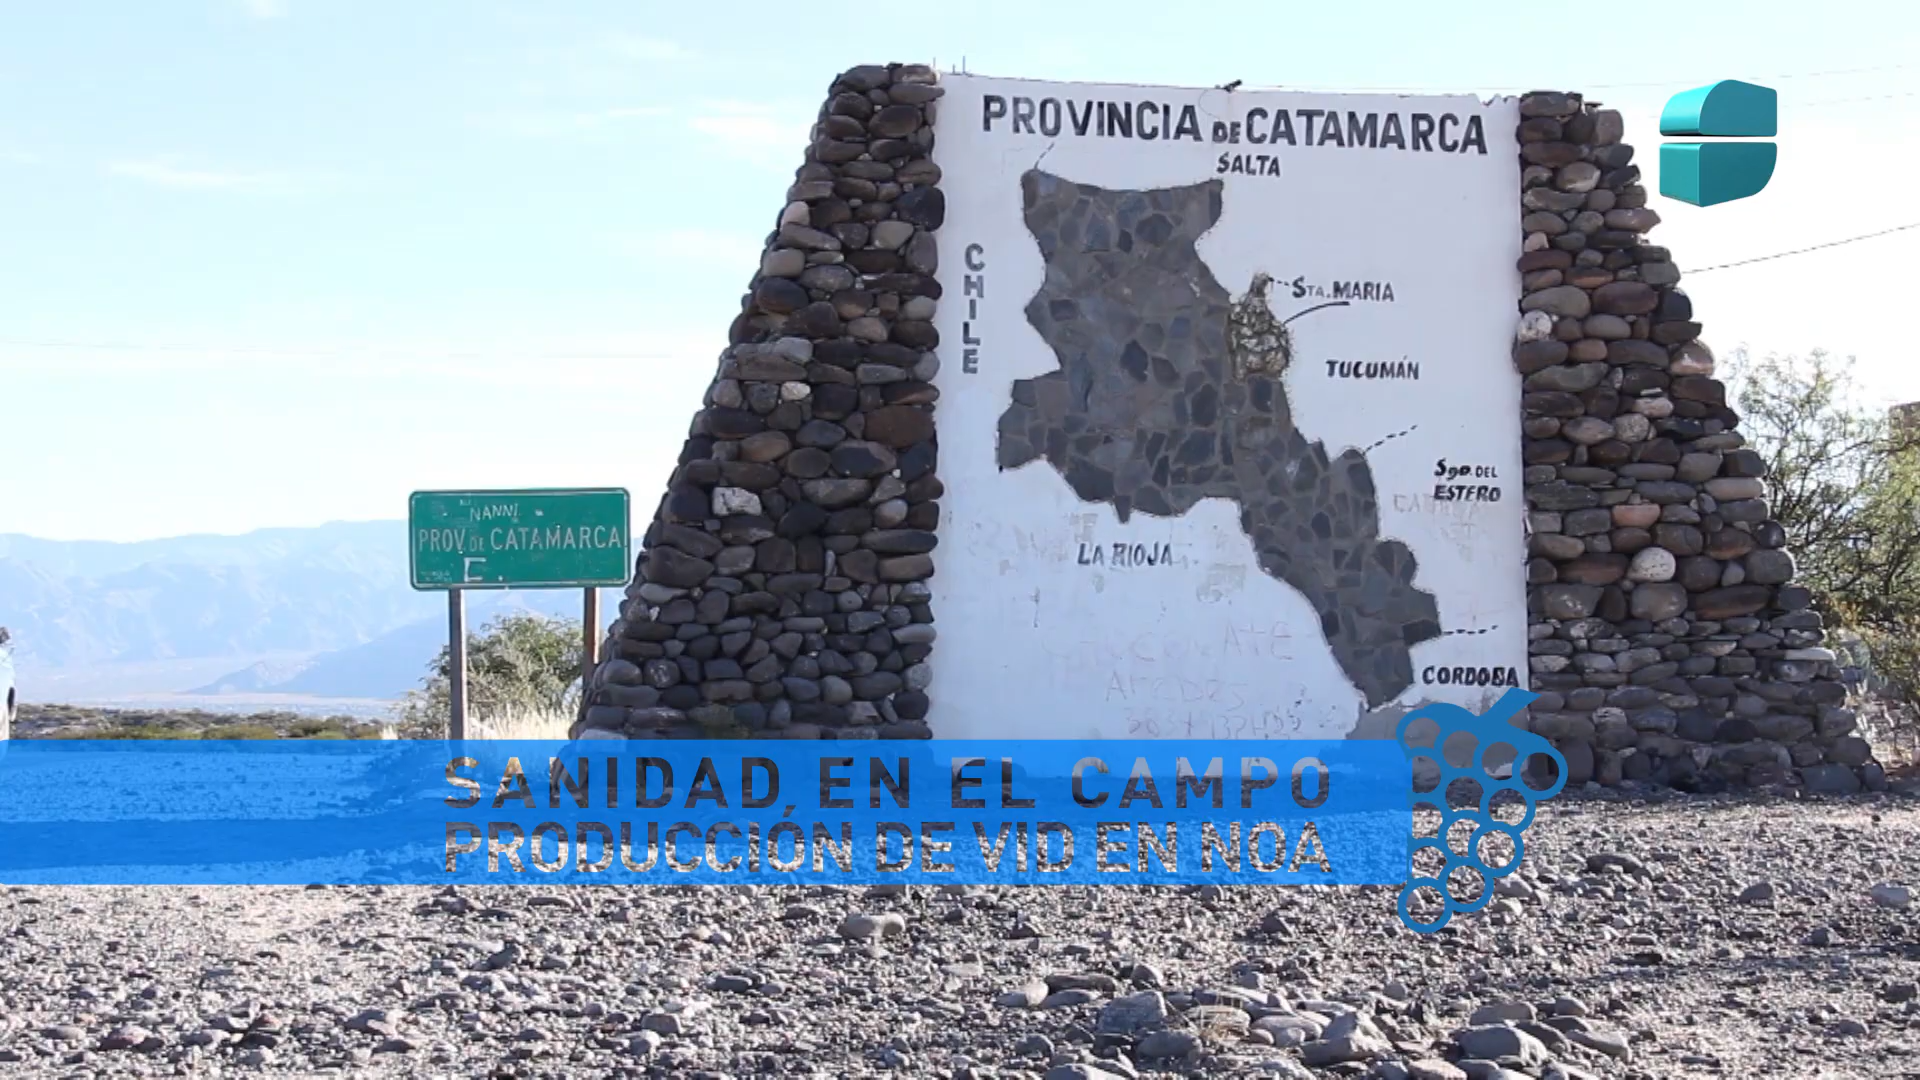 PROVINCIA DE CATAMARCA
SALTA
CHILE
STA. MARIA
TUCUMÁN
Sgo. DEL
ESTERO
LA RIOJA
CORDOBA
NANNI
PROV. DE CATAMARCA
SANIDAD EN EL CAMPO
PRODUCCIÓN DE VID EN NOA